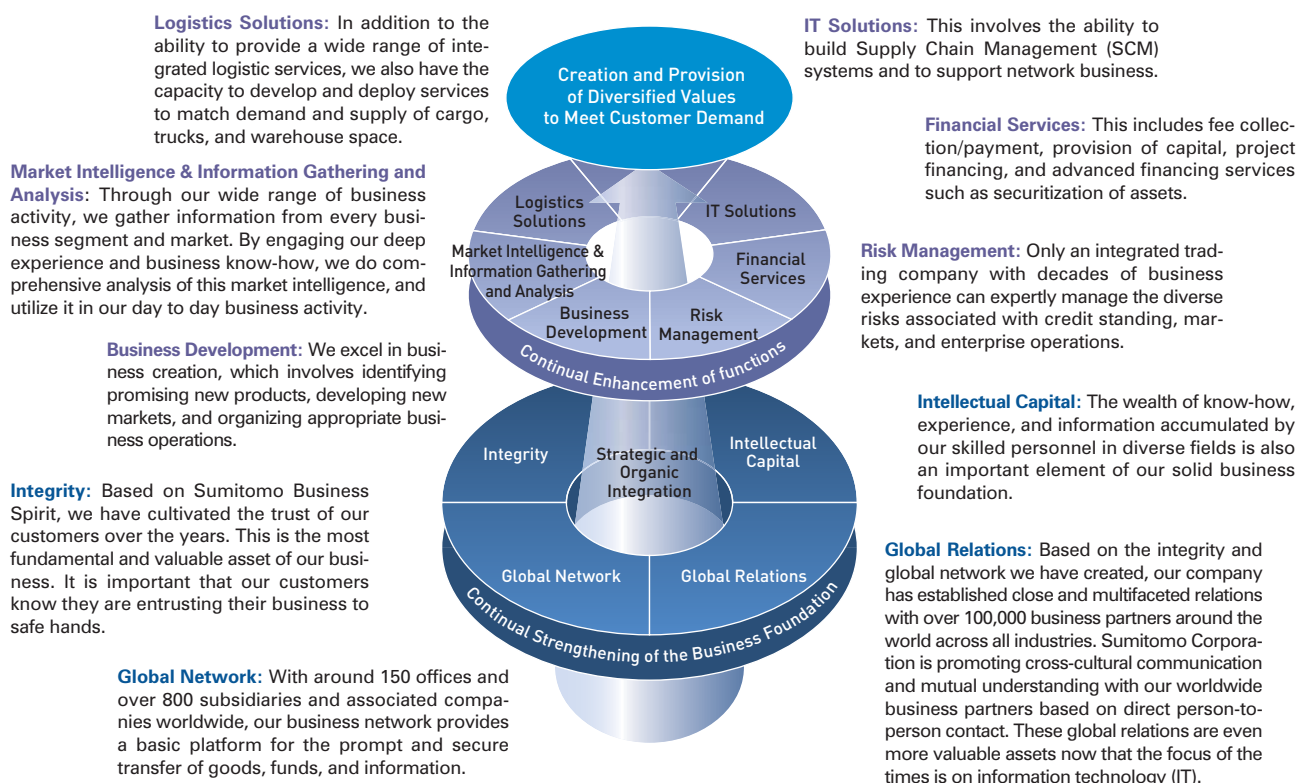 Logistics Solutions: In addition to the
ability to provide a wide range of inte-
grated logistic services, we also have the
capacity to develop and deploy services
to match demand and supply of cargo,
trucks, and warehouse space.
Market Intelligence & Information Gathering and
Analysis: Through our wide range of business
activity, we gather information from every busi-
ness segment and market. By engaging our deep
experience and business know-how, we do com-
prehensive analysis of this market intelligence, and
utilize it in our day to day business activity.
Business Development: We excel in busi-
ness creation, which involves identifying
promising new products, developing new
markets, and organizing appropriate busi-
ness operations.
Integrity: Based on Sumitomo Business
Spirit, we have cultivated the trust of our
customers over the years. This is the most
fundamental and valuable asset of our busi-
ness. It is important that our customers
know they are entrusting their business to
safe hands.
Global Network: With around 150 offices and
over 800 subsidiaries and associated compa-
nies worldwide, our business network provides
a basic platform for the prompt and secure
transfer of goods, funds, and information.
Creation and Provision
of Diversified Values
to Meet Customer Demand
Logistics
Solutions
IT Solutions
Market Intelligence &
Information Gathering
and Analysis
Financial
Services
Business
Development
Risk
Management
Continual Enhancement of functions
Integrity
Strategic and
Organic
Integration
Intellectual
Capital
Global Network
Global Relations
Continual Strengthening of the Business Foundation
IT Solutions: This involves the ability to
build Supply Chain Management (SCM)
systems and to support network business.
Financial Services: This includes fee collec-
tion/payment, provision of capital, project
financing, and advanced financing services
such as securitization of assets.
Risk Management: Only an integrated trad-
ing company with decades of business
experience can expertly manage the diverse
risks associated with credit standing, mar-
kets, and enterprise operations.
Intellectual Capital: The wealth of know-how,
experience, and information accumulated by
our skilled personnel in diverse fields is also
an important element of our solid business
foundation.
Global Relations: Based on the integrity and
global network we have created, our company
has established close and multifaceted relations
with over 100,000 business partners around the
world across all industries. Sumitomo Corpora-
tion is promoting cross-cultural communication
and mutual understanding with our worldwide
business partners based on direct person-to-
person contact. These global relations are even
more valuable assets now that the focus of the
times is on information technology (IT).